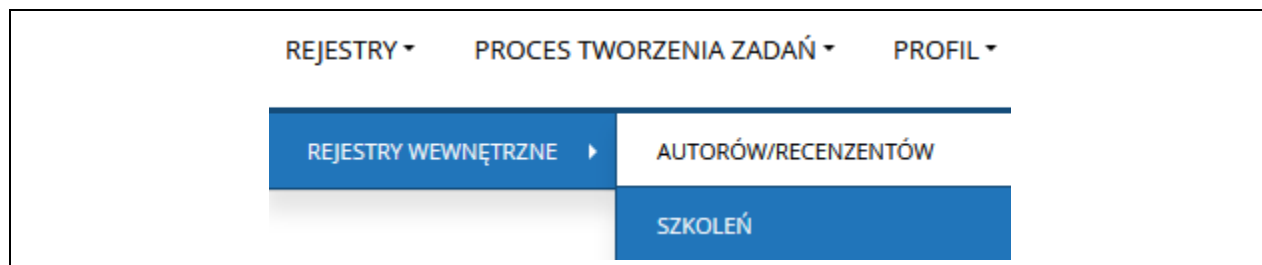 REJESTRY PROCES TWORZENIA ZADAŃ PROFIL
REJESTRY WEWNĘTRZNE AUTORÓW/RECENZENTÓW
SZKOLEŃ